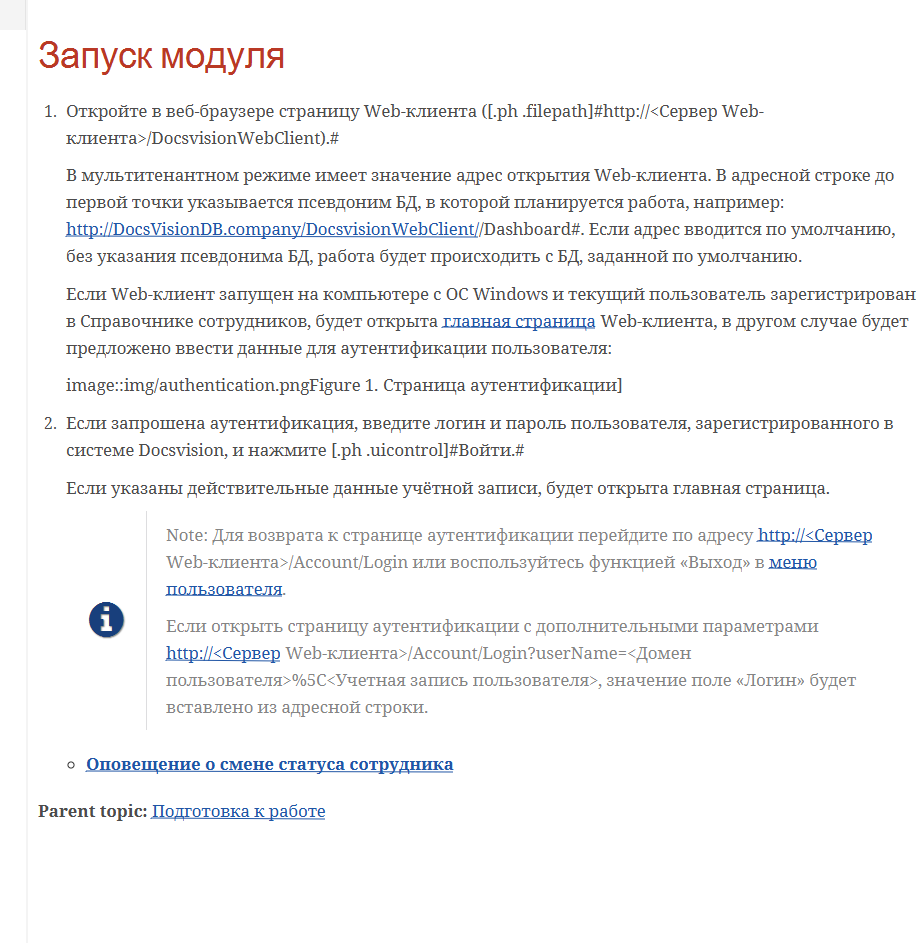 Запуск модуля
1. Откройте в веб-браузере страницу Web-клиента ([.ph .filepath]#http://<Сервер Web-
клиента>/DocsvisionWebClient).#
В мультитенантном режиме имеет значение адрес открытия Web-клиента. В адресной строке до
первой точки указывается псевдоним БД, в которой планируется работа, например:
http://DocsVisionDB.company/DocsvisionWebClient//Dashboard#. Если адрес вводится по умолчанию,
без указания псевдонима БД, работа будет происходить с БД, заданной по умолчанию.
Если Web-клиент запущен на компьютере с ОС Windows и текущий пользователь зарегистрирован
в Справочнике сотрудников, будет открыта главная страница Web-клиента, в другом случае будет
предложено ввести данные для аутентификации пользователя:
image::img/authentication.pngFigure 1. Страница аутентификации]
2. Если запрошена аутентификация, введите логин и пароль пользователя, зарегистрированного в
системе Docsvision, и нажмите [.ph .uicontrol]#Войти.#
Если указаны действительные данные учётной записи, будет открыта главная страница.
Note: Для возврата к странице аутентификации перейдите по адресу http://<Сервер
Web-клиента>/Account/Login или воспользуйтесь функцией «Выход» в меню
пользователя.
Если открыть страницу аутентификации с дополнительными параметрами
http://<Сервер Web-клиента>/Account/Login?userName=<Домен
пользователя>%5C<Учетная запись пользователя>, значение поле «Логин» будет
вставлено из адресной строки.
Оповещение о смене статуса сотрудника
Parent topic: Подготовка к работе